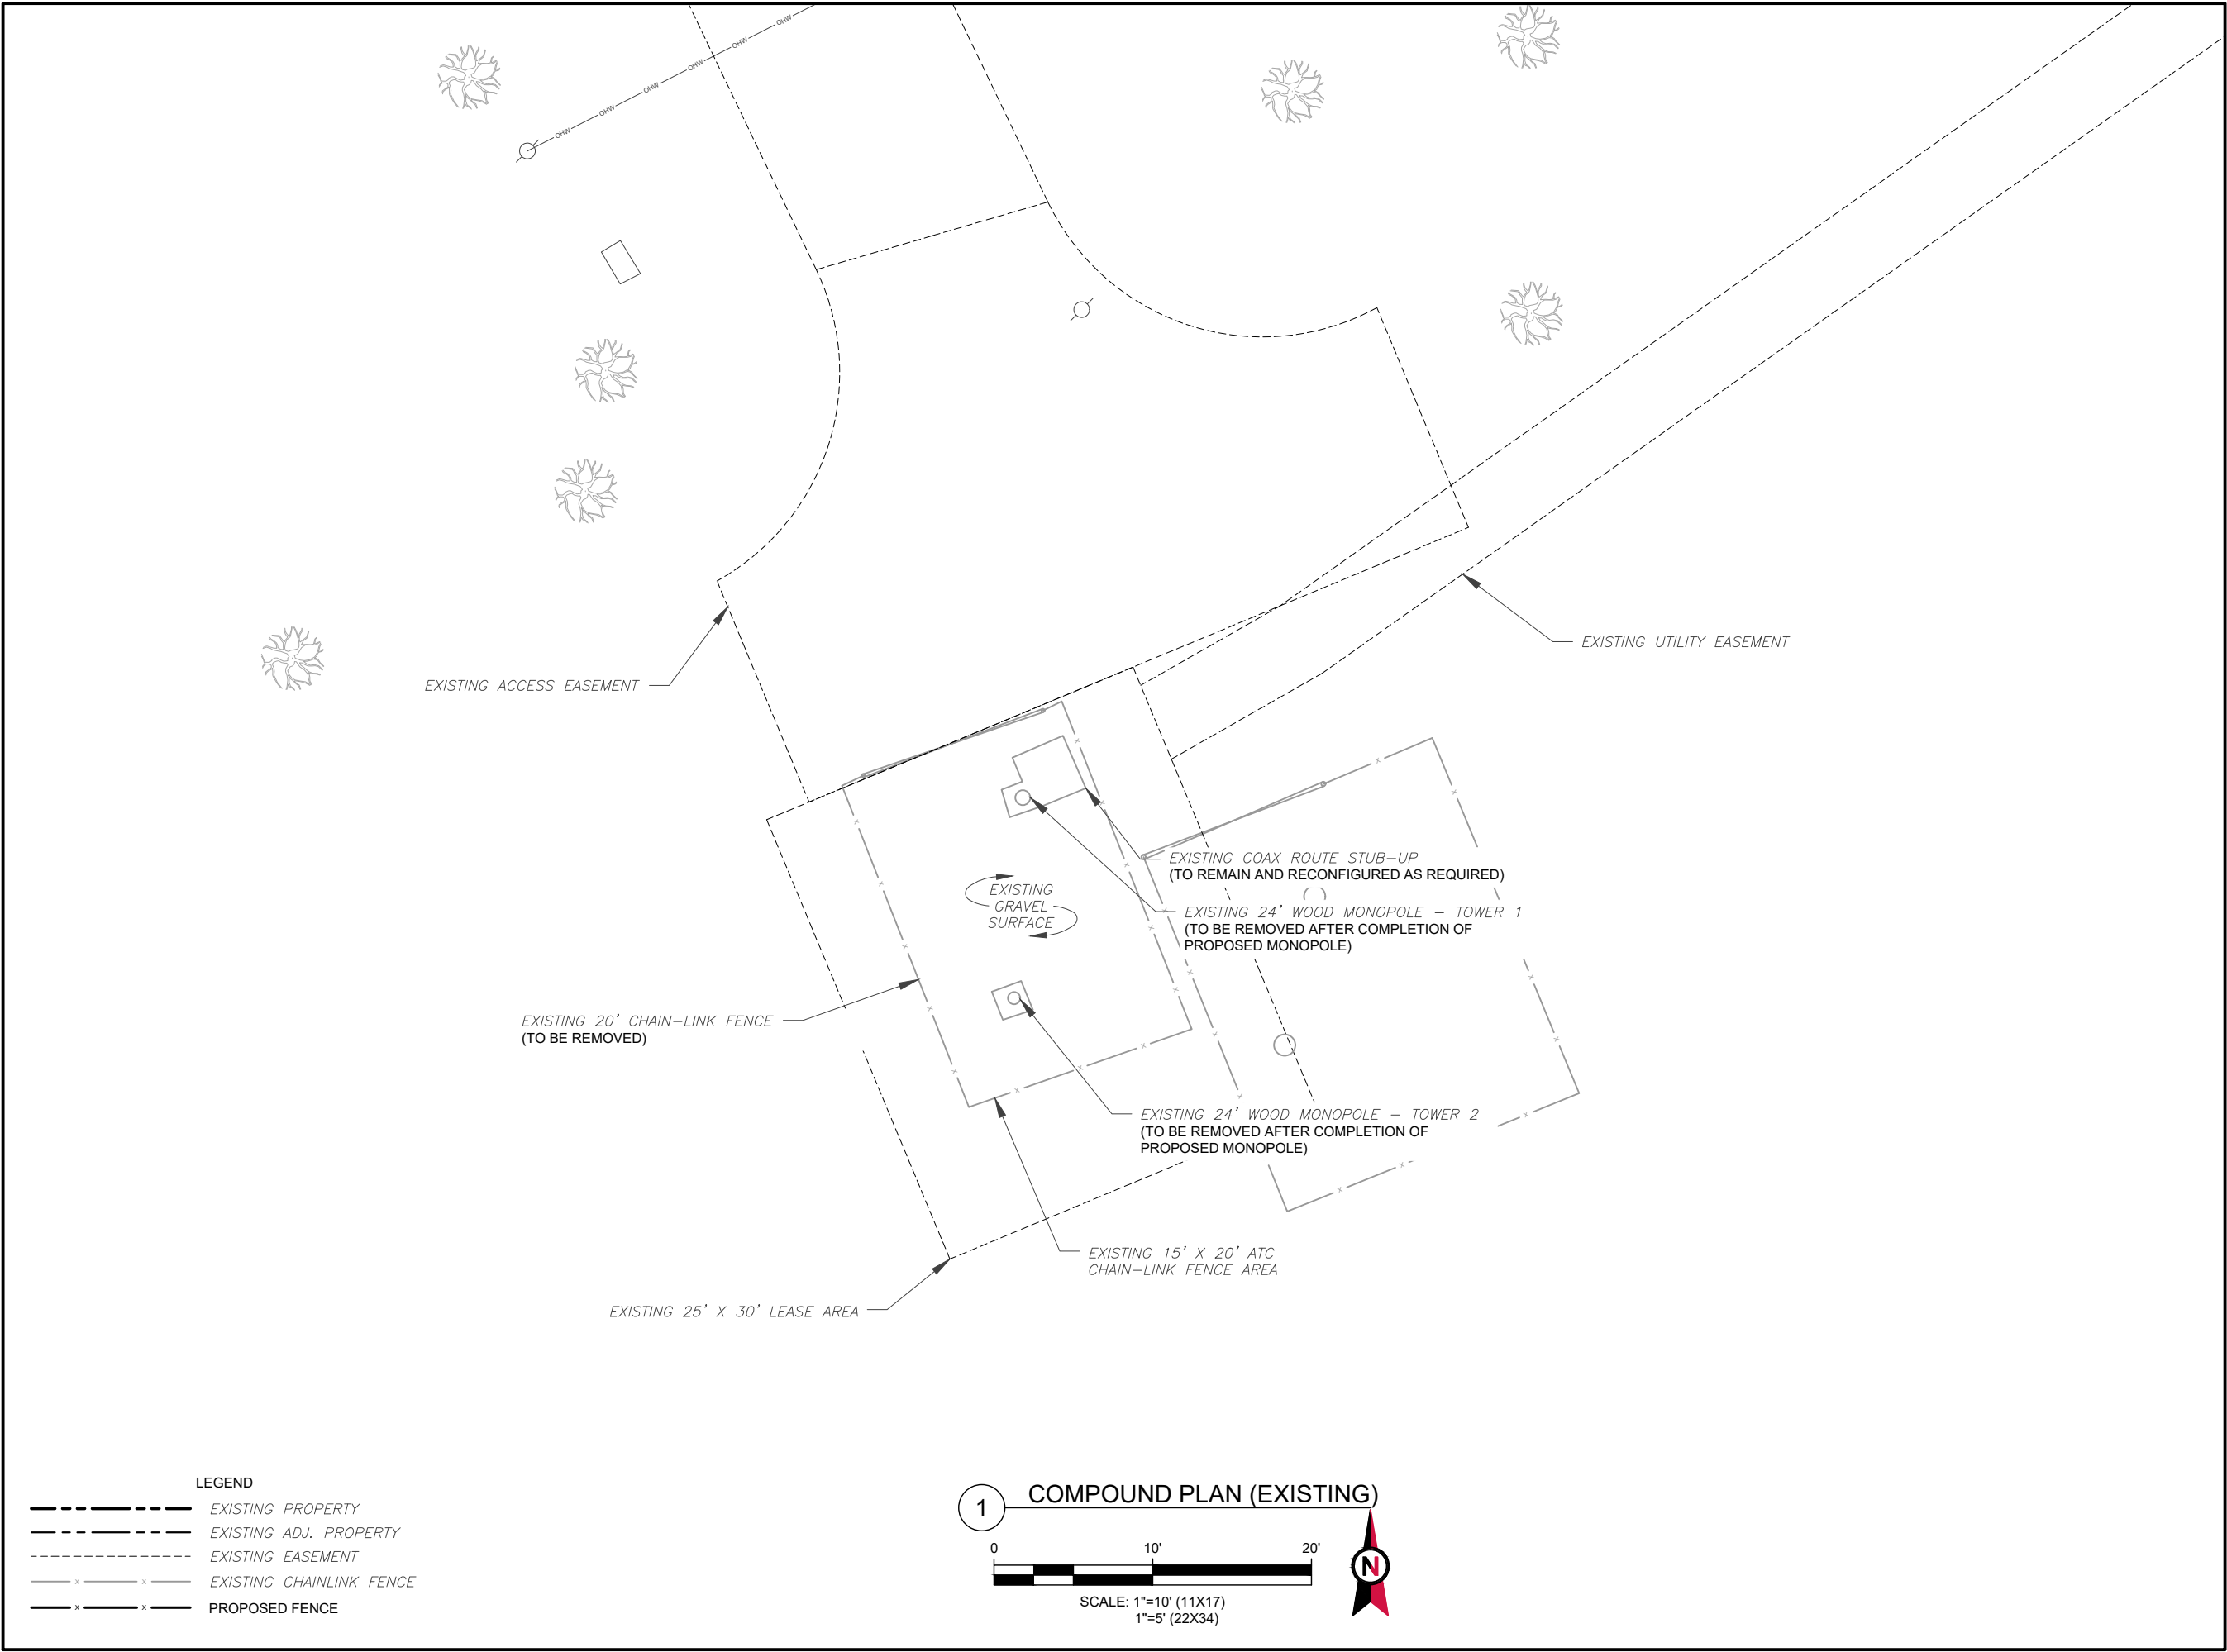 OHW
OHW
OHW
OHW
OHW
OHW
EXISTING UTILITY EASEMENT
EXISTING ACCESS EASEMENT
EXISTING COAX ROUTE STUB-UP
(TO REMAIN AND RECONFIGURED AS REQUIRED)
EXISTING
GRAVEL
SURFACE
EXISTING 24' WOOD MONOPOLE - TOWER 1
(TO BE REMOVED AFTER COMPLETION OF
PROPOSED MONOPOLE)
EXISTING 20' CHAIN-LINK FENCE
(TO BE REMOVED)
EXISTING 24' WOOD MONOPOLE - TOWER 2
(TO BE REMOVED AFTER COMPLETION OF
PROPOSED MONOPOLE)
EXISTING 15' X 20' ATC
CHAIN-LINK FENCE AREA
EXISTING 25' X 30' LEASE AREA
LEGEND
EXISTING PROPERTY
EXISTING ADJ. PROPERTY
EXISTING EASEMENT
EXISTING CHAINLINK FENCE
PROPOSED FENCE
1 COMPOUND PLAN (EXISTING)
0 10' 20'
N
SCALE: 1"=10' (11X17)
1"=5' (22X34)